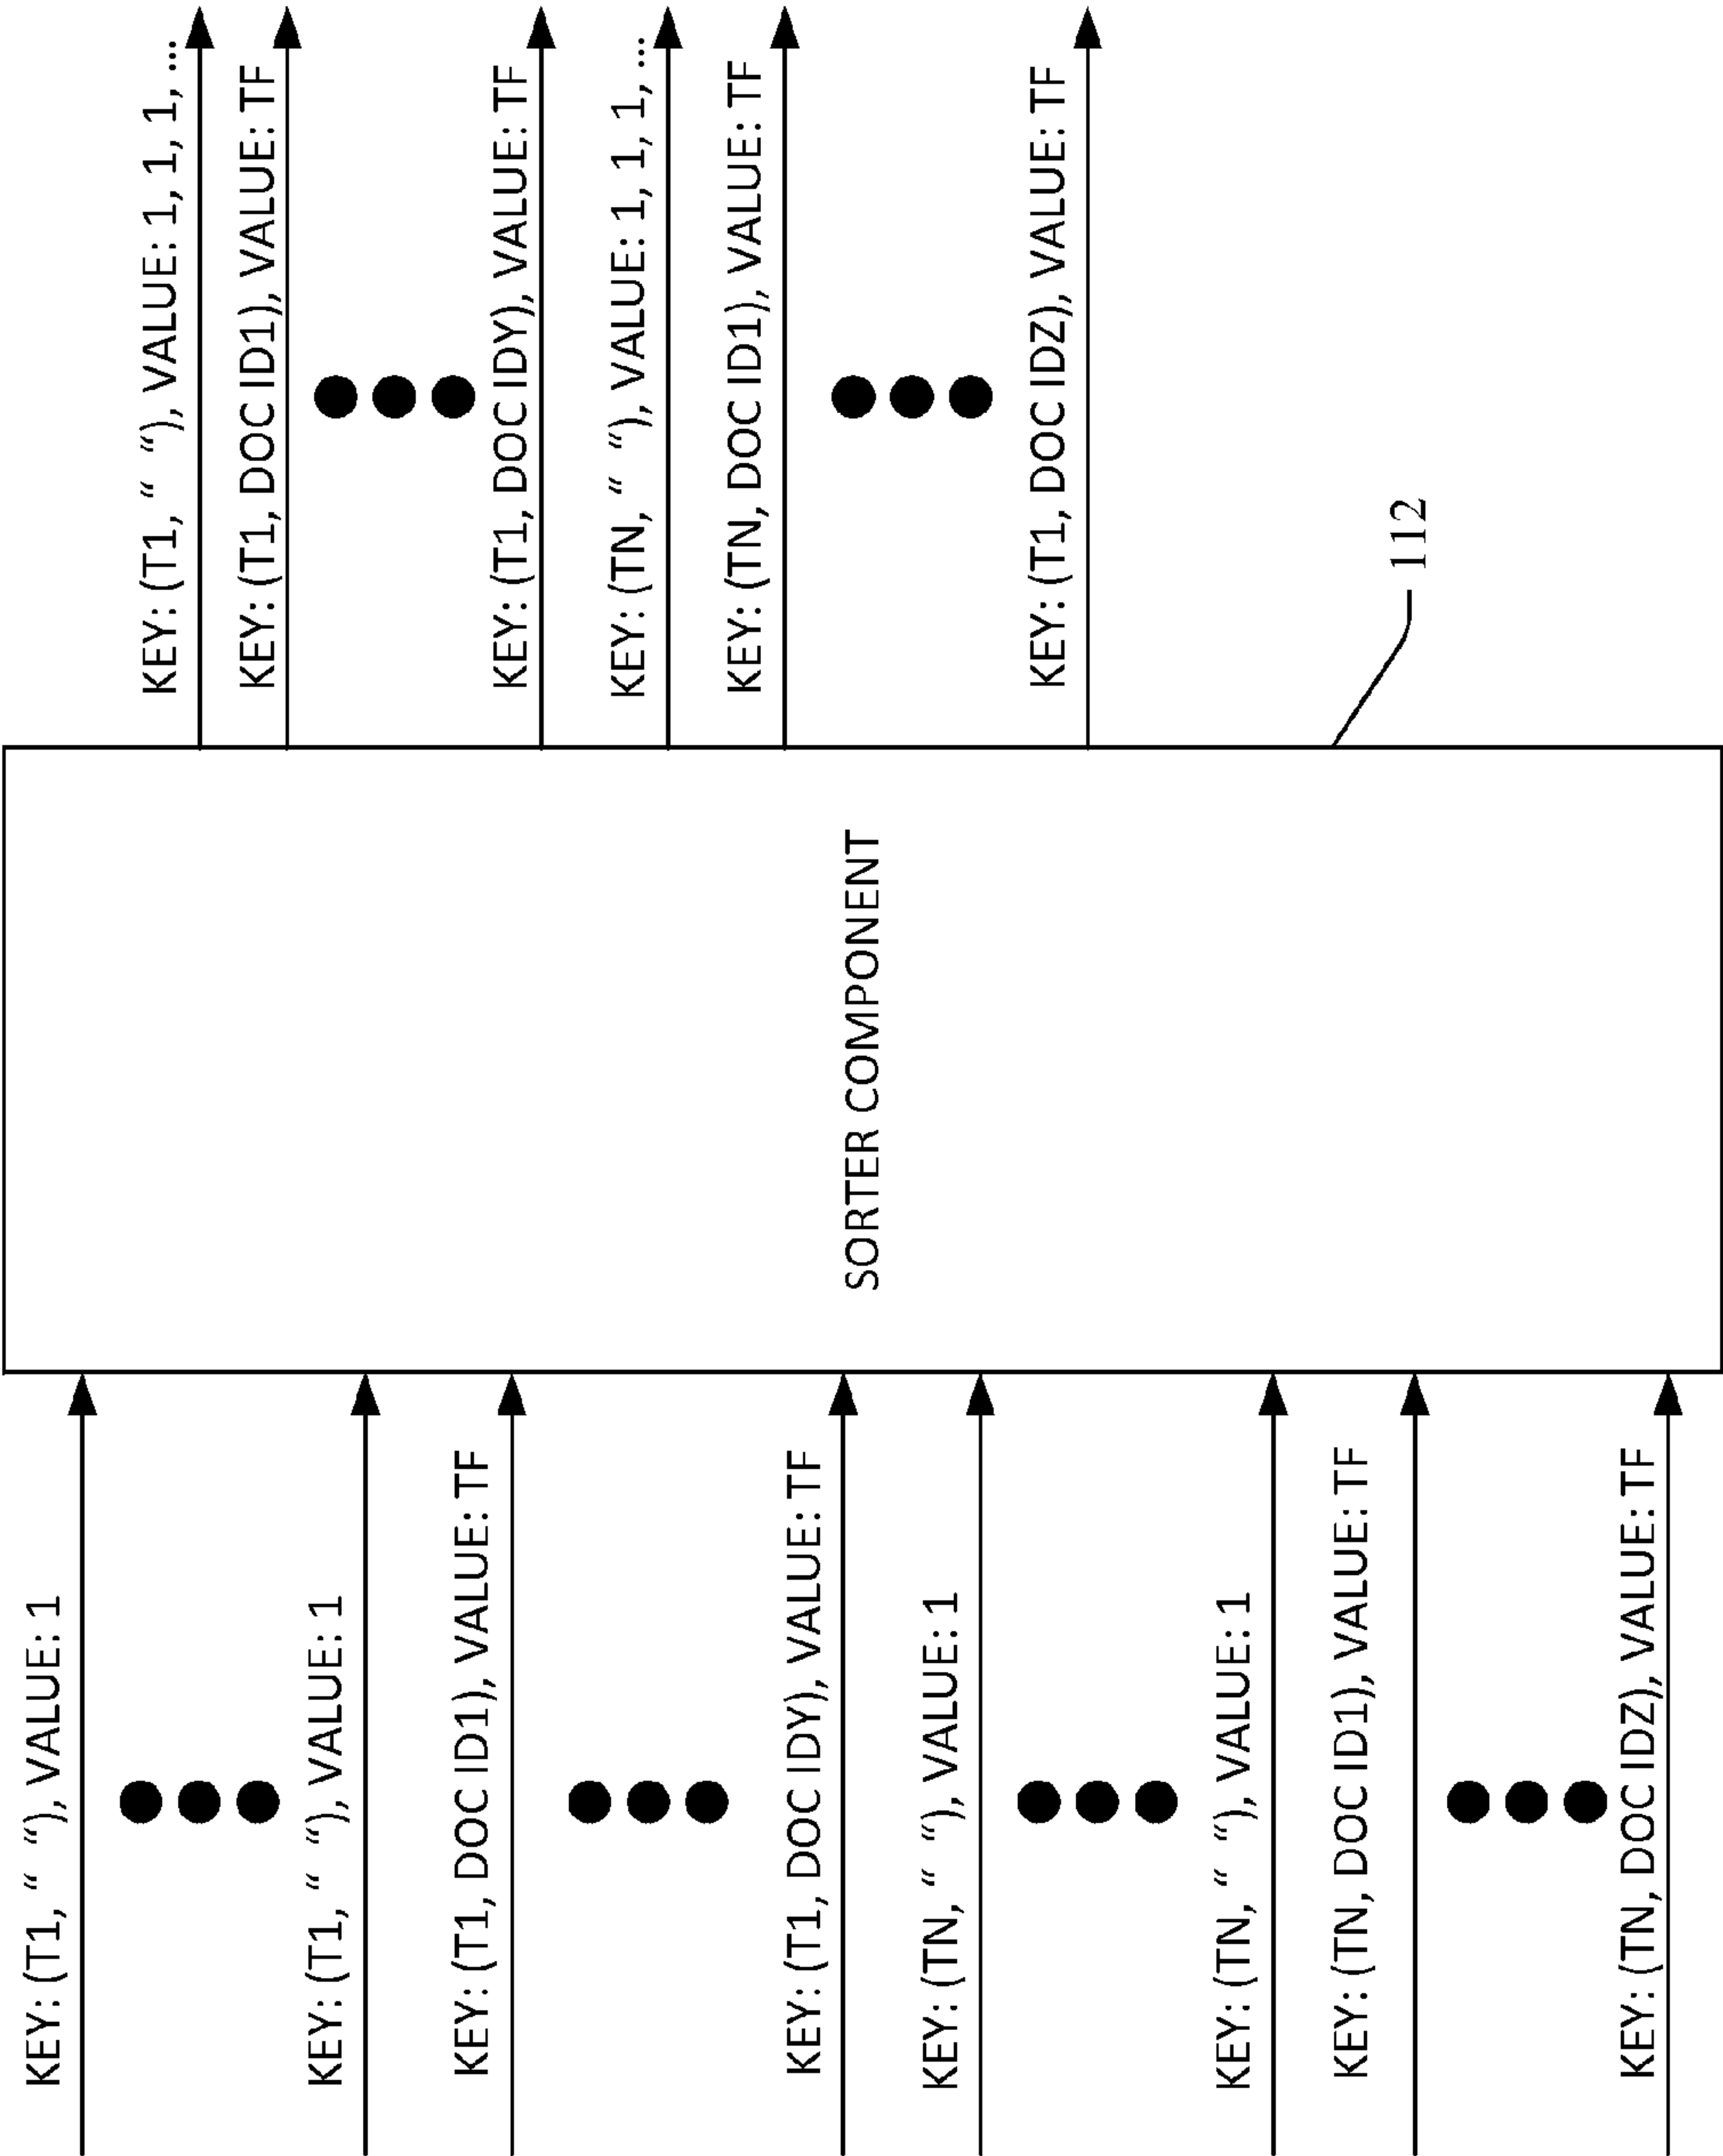 KEY: (T1, “ “), VALUE: 1
KEY: (T1, “ “), VALUE: 1
KEY: (T1, DOC ID1), VALUE: TF
KEY: (T1, DOC IDY), VALUE: TF
KEY: (TN, “ “), VALUE: 1
KEY: (TN, “ “), VALUE: 1
KEY: (TN, DOC ID1), VALUE: TF
KEY: (TN, DOC IDZ), VALUE: TF
SORTER COMPONENT
KEY: (T1, “ “), VALUE: 1, 1, 1, ...
KEY: (T1, DOC ID1), VALUE: TF
KEY: (T1, DOC IDY), VALUE: TF
KEY: (TN, “ “), VALUE: 1, 1, 1, ...
KEY: (TN, DOC ID1), VALUE: TF
KEY: (T1, DOC IDZ), VALUE: TF
112